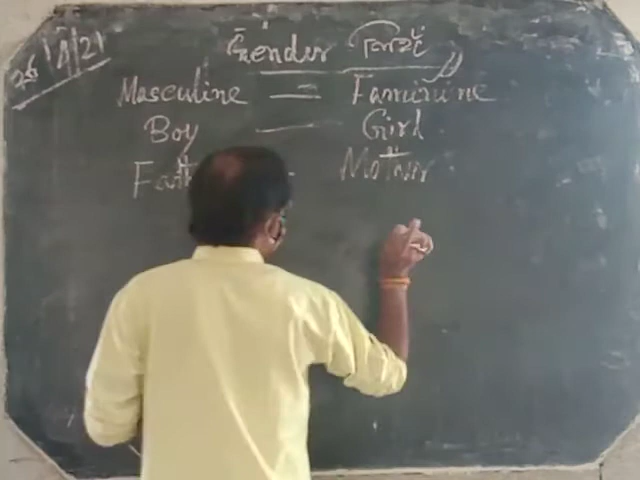 Gender लिंग
Masculine = Faminine
Boy — Girl
Mother